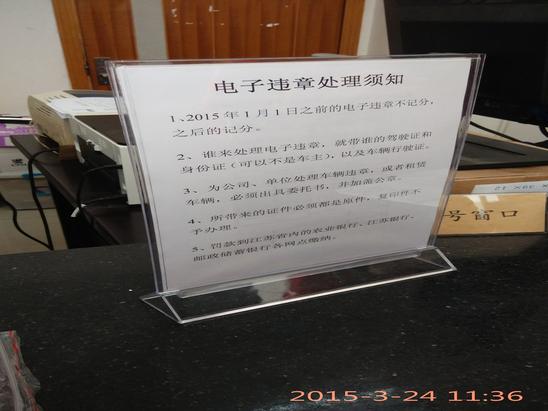 电子违章处理须知
1、2015年1月1日之前的电子违章不记分，
之后的记分。
2、谁来处理电子违章，就带谁的驾驶证和
身份证（可以不是车主），以及车辆行驶证。
3、为公司、单位处理车辆违章，或者租赁
车辆，必须出具委托书，并加盖公章。
4、所带来的证件必须都是原件，复印件不
予办理。
5、罚款到江苏省内的农业银行、江苏银行、
邮政储蓄银行各网点缴纳。
号窗口
2015-3-24 11:36